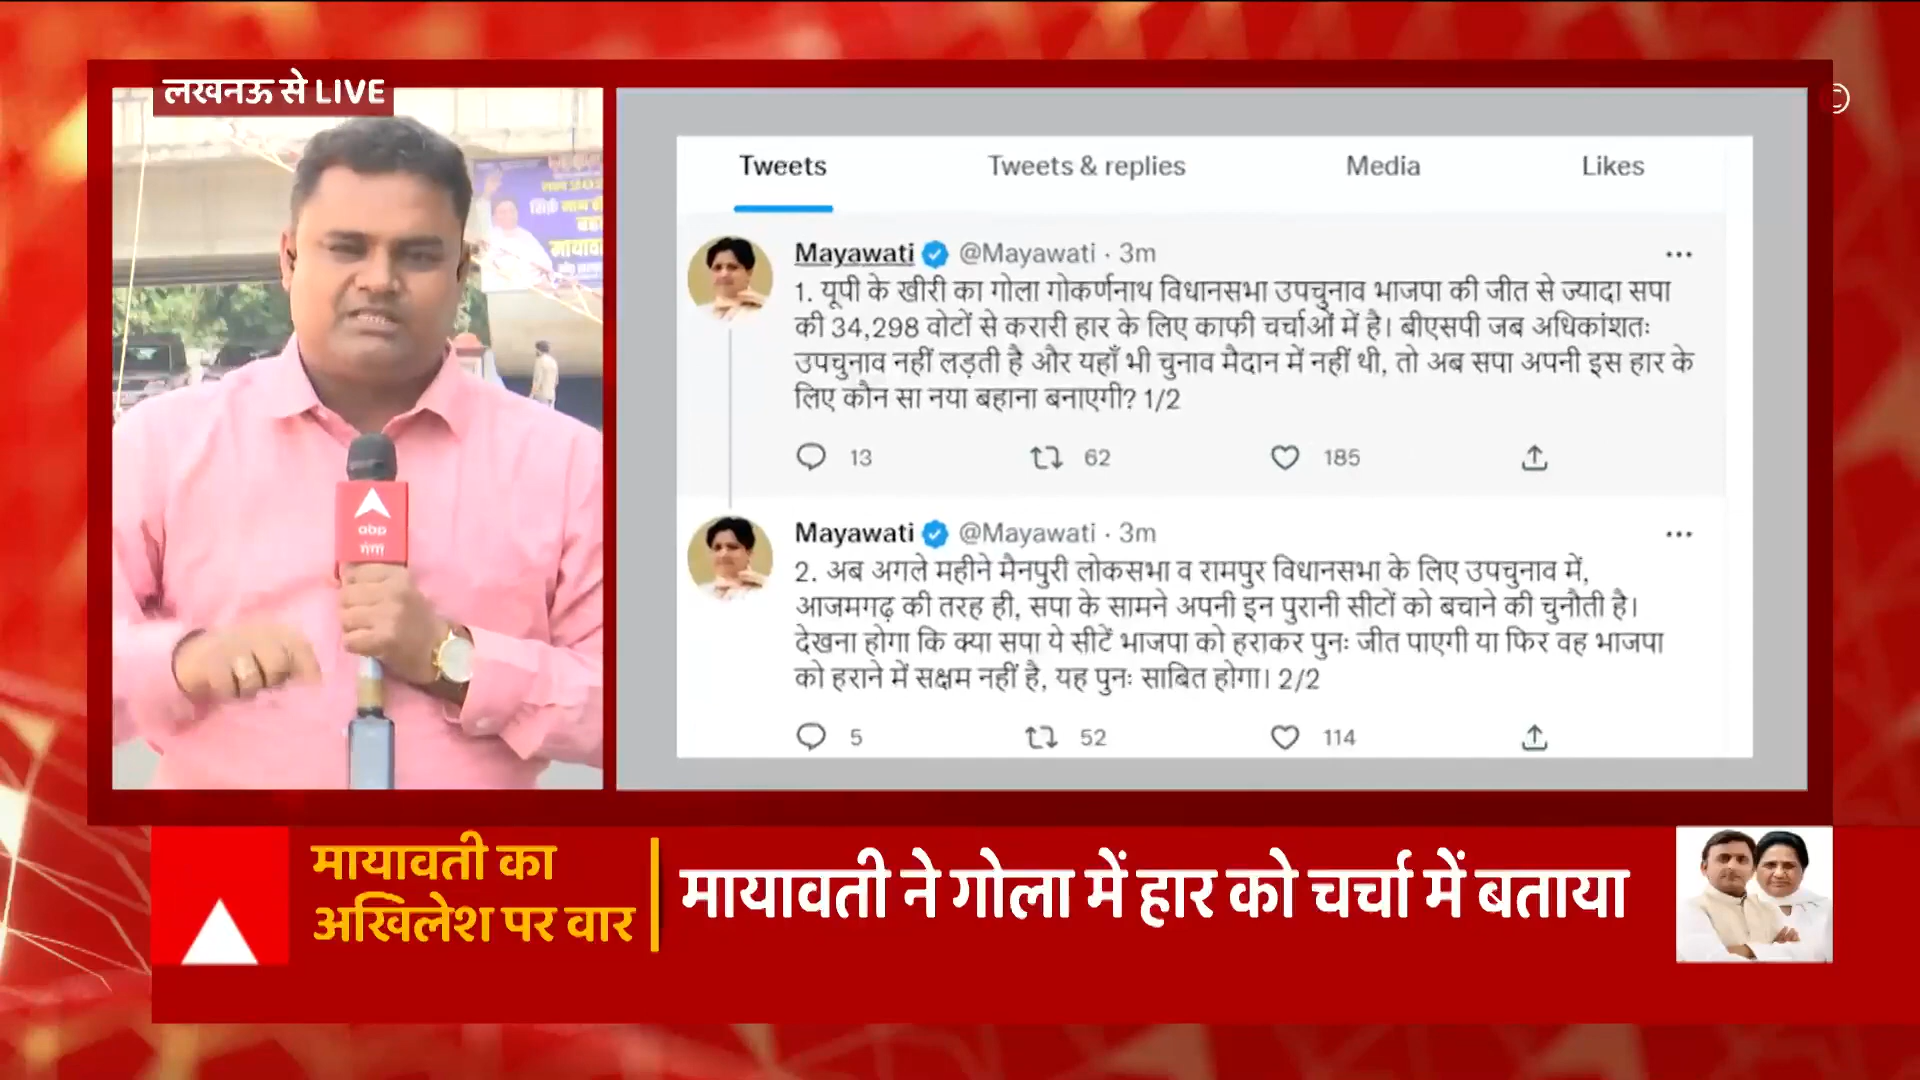 लखनऊ से LIVE
©
Tweets Tweets & replies Media Likes
Mayawati @Mayawati · 3m
1. यूपी के खीरी का गोला गोकर्णनाथ विधानसभा उपचुनाव भाजपा की जीत से ज्यादा सपा
की 34,298 वोटों से करारी हार के लिए काफी चर्चाओं में है। बीएसपी जब अधिकांशतः
उपचुनाव नहीं लड़ती है और यहाँ भी चुनाव मैदान में नहीं थी, तो अब सपा अपनी इस हार के
लिए कौन सा नया बहाना बनाएगी? 1/2
13 62 185
Mayawati @Mayawati · 3m
2. अब अगले महीने मैनपुरी लोकसभा व रामपुर विधानसभा के लिए उपचुनाव में,
आजमगढ़ की तरह ही, सपा के सामने अपनी इन पुरानी सीटों को बचाने की चुनौती है।
देखना होगा कि क्या सपा ये सीटें भाजपा को हराकर पुनः जीत पाएगी या फिर वह भाजपा
को हराने में सक्षम नहीं है, यह पुनः साबित होगा। 2/2
5 52 114
abp
गंगा
मायावती का
अखिलेश पर वार
मायावती ने गोला में हार को चर्चा में बताया